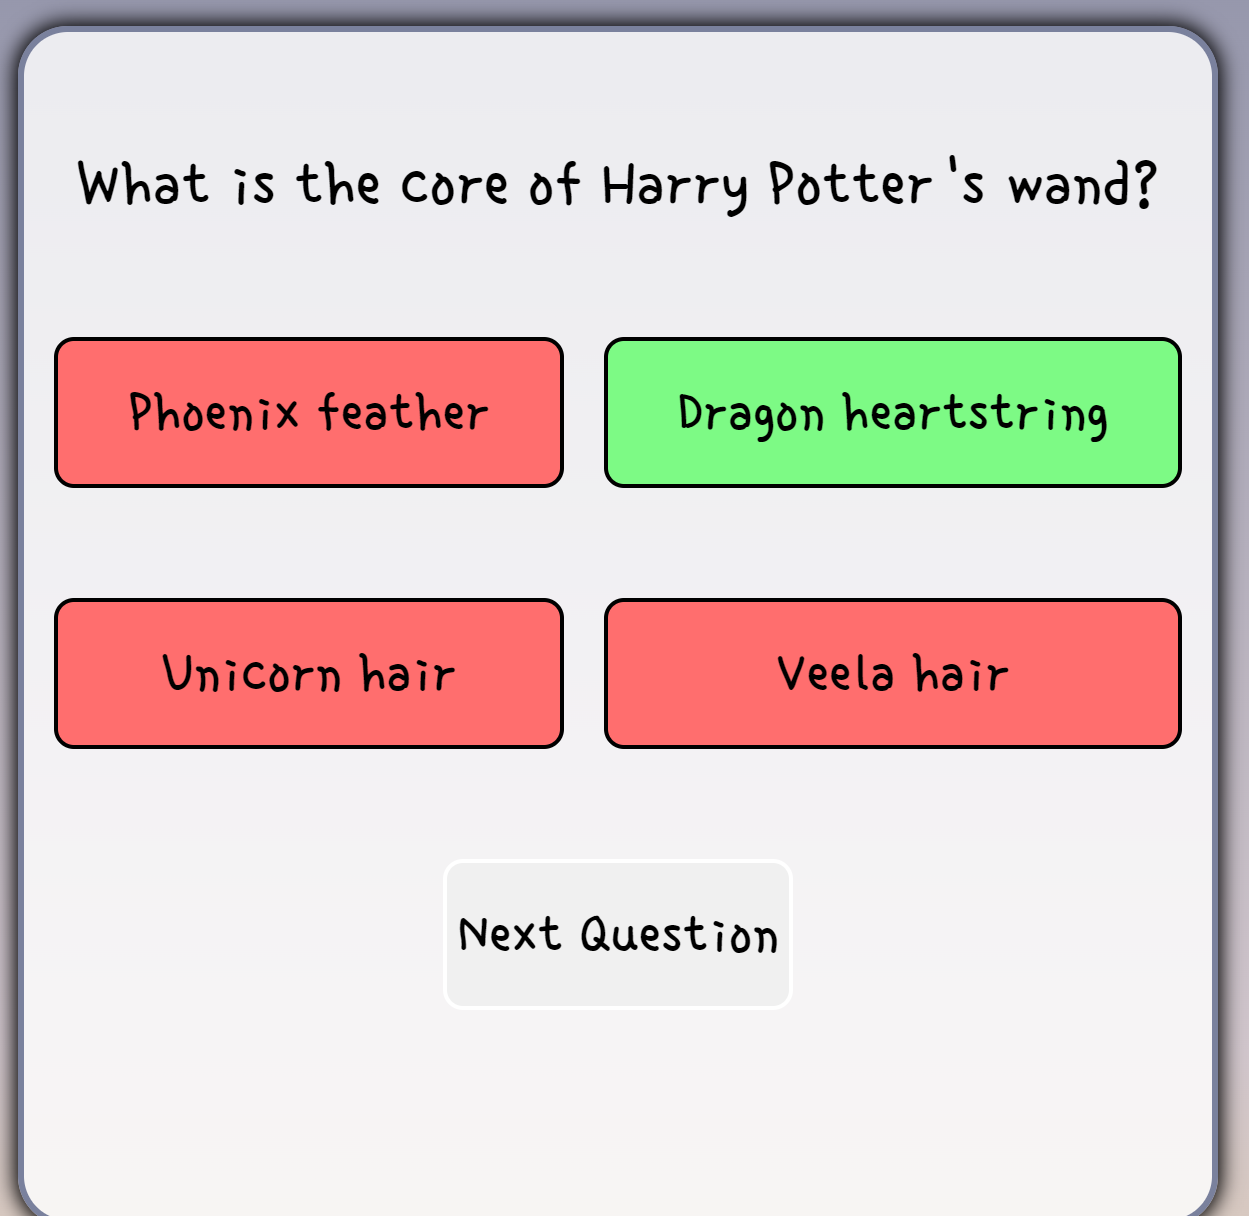 What is the core of Harry Potter's wand?
Phoenix feather
Dragon heartstring
Unicorn hair
Veela hair
Next Question